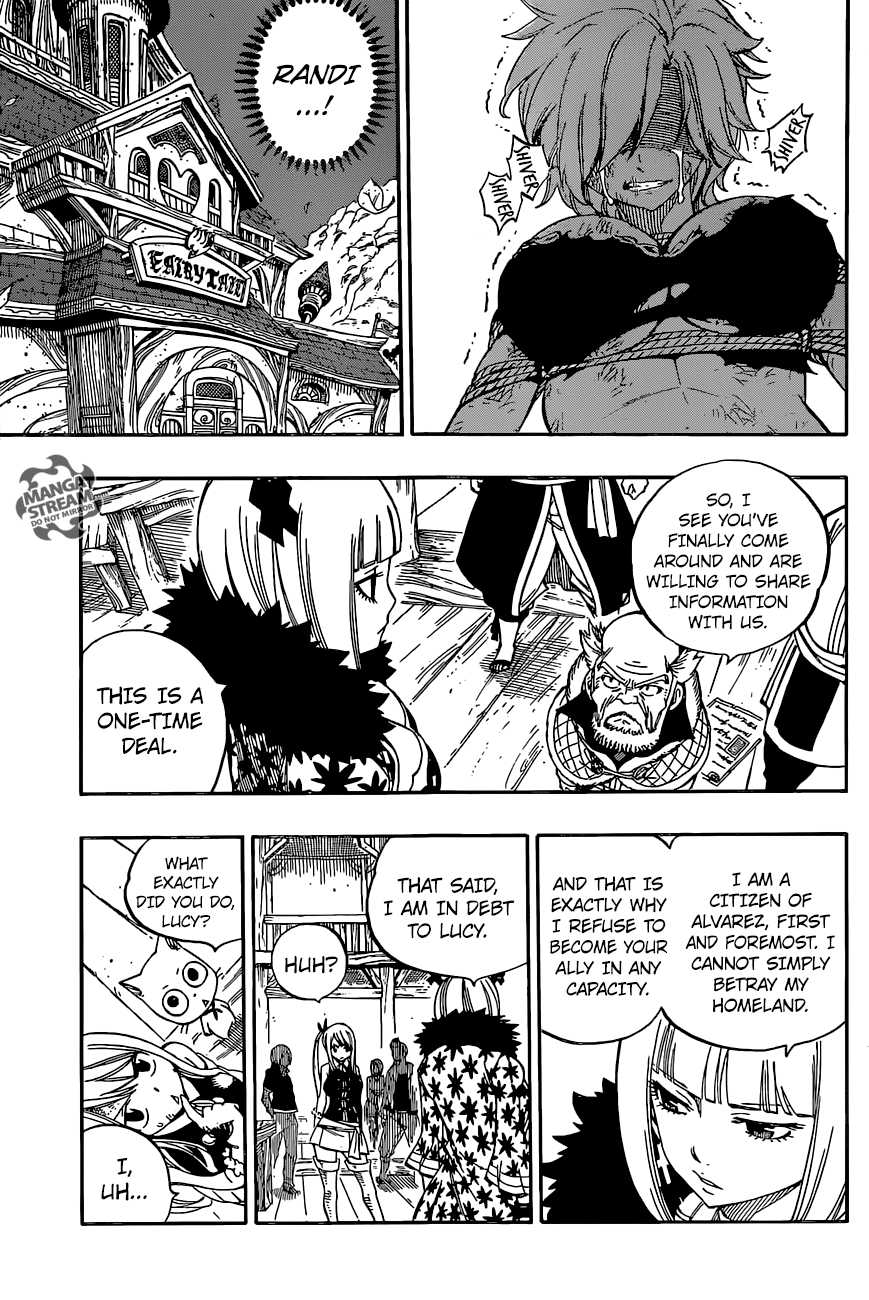 SHIVER
SHIVER
SHIVER
RANDI
...!
FAIRY TAIL
SO, I
SEE YOU'VE
FINALLY COME
AROUND AND ARE
WILLING TO SHARE
INFORMATION
WITH US.
THIS IS A
ONE-TIME
DEAL.
MANGA
STREAM
DO NOT MIRROR
I AM A
CITIZEN OF
ALVAREZ, FIRST
AND FOREMOST. I
CANNOT SIMPLY
BETRAY MY
HOMELAND.
AND THAT IS
EXACTLY WHY
I REFUSE TO
BECOME YOUR
ALLY IN ANY
CAPACITY.
THAT SAID,
I AM IN DEBT
TO LUCY.
HUH?
WHAT
EXACTLY
DID YOU DO,
LUCY?
I,
UH...